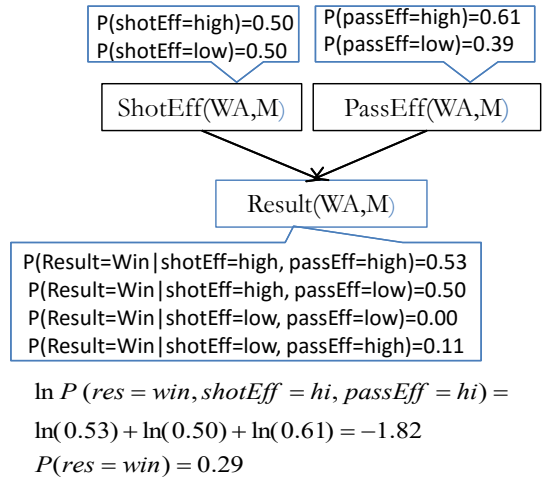 P(shotEff=high)=0.50
P(shotEff=low)=0.50
P(passEff=high)=0.61
P(passEff=low)=0.39
ShotEff(WA,M)
PassEff(WA,M)
Result(WA,M)
P(Result=Win|shotEff=high, passEff=high)=0.53
P(Result=Win|shotEff=high, passEff=low)=0.50
P(Result=Win|shotEff=low, passEff=low)=0.00
P(Result=Win|shotEff=low, passEff=high)=0.11
ln P (res = win, shotEff = hi, passEff = hi) =
ln(0.53) + ln(0.50) + ln(0.61) = −1.82
P(res = win) = 0.29